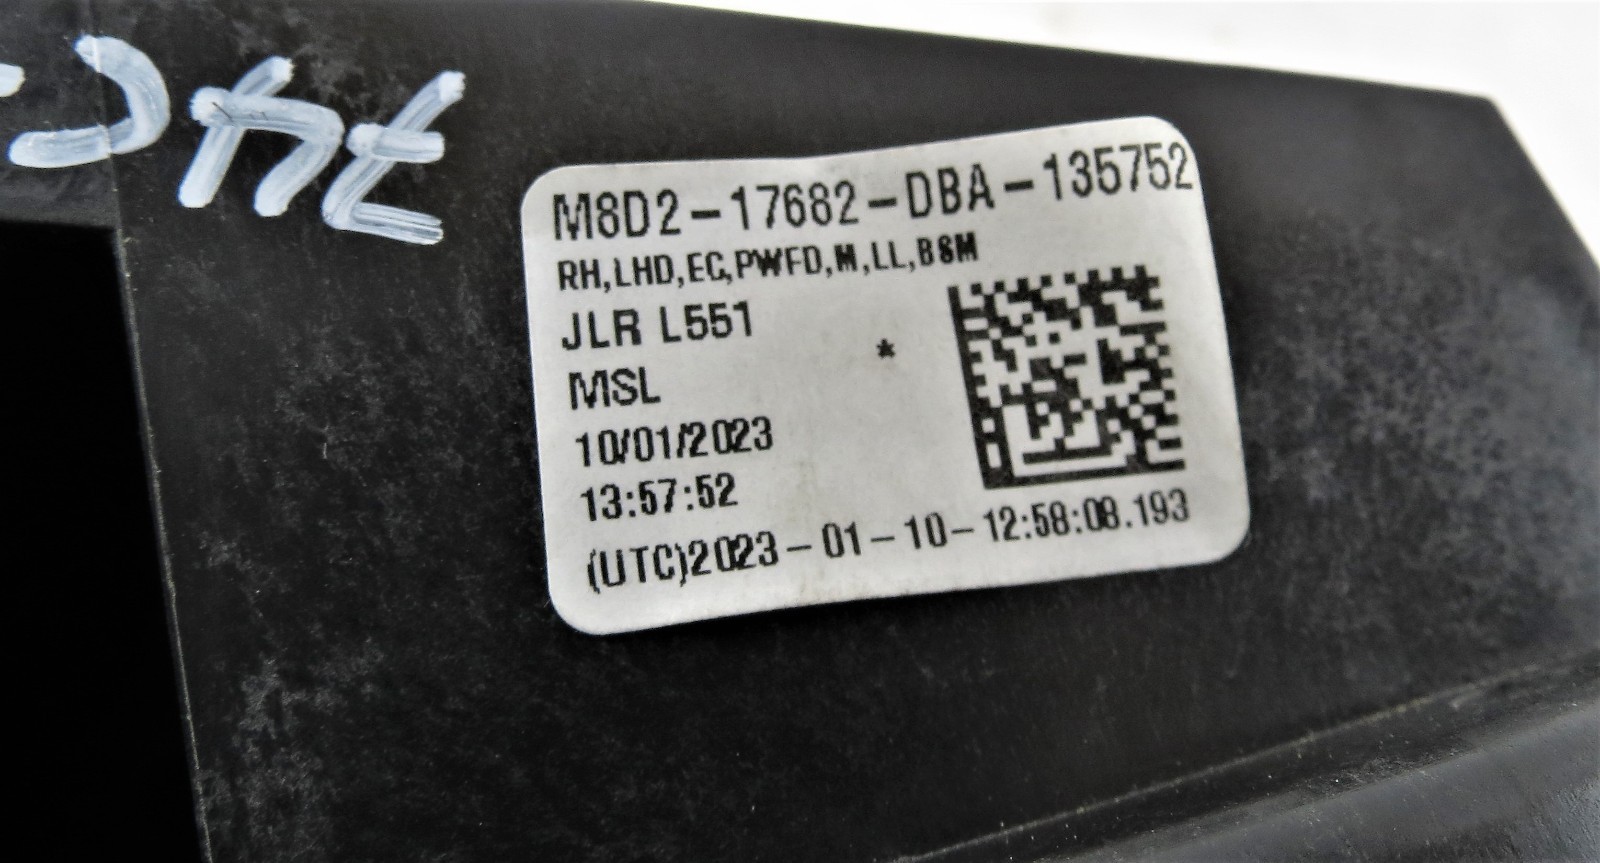 M8D2-17682-DBA-135752
RH,LHD,EC,PWFD,M,LL,BSM
JLR L551
*
MSL
10/01/2023
13:57:52
(UTC)2023-01-10-12:58:08.193